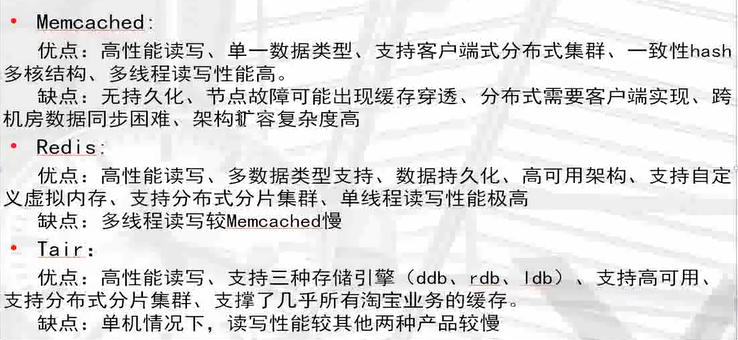 • Memcached:
优点：高性能读写、单一数据类型、支持客户端式分布式集群、一致性hash
多核结构、多线程读写性能高。
缺点：无持久化、节点故障可能出现缓存穿透、分布式需要客户端实现、跨
机房数据同步困难、架构扩容复杂度高
• Redis:
优点：高性能读写、多数据类型支持、数据持久化、高可用架构、支持自定
义虚拟内存、支持分布式分片集群、单线程读写性能极高
缺点：多线程读写较Memcached慢
• Tair：
优点：高性能读写、支持三种存储引擎（ddb、rdb、ldb）、支持高可用、
支持分布式分片集群、支撑了几乎所有淘宝业务的缓存。
缺点：单机情况下，读写性能较其他两种产品较慢